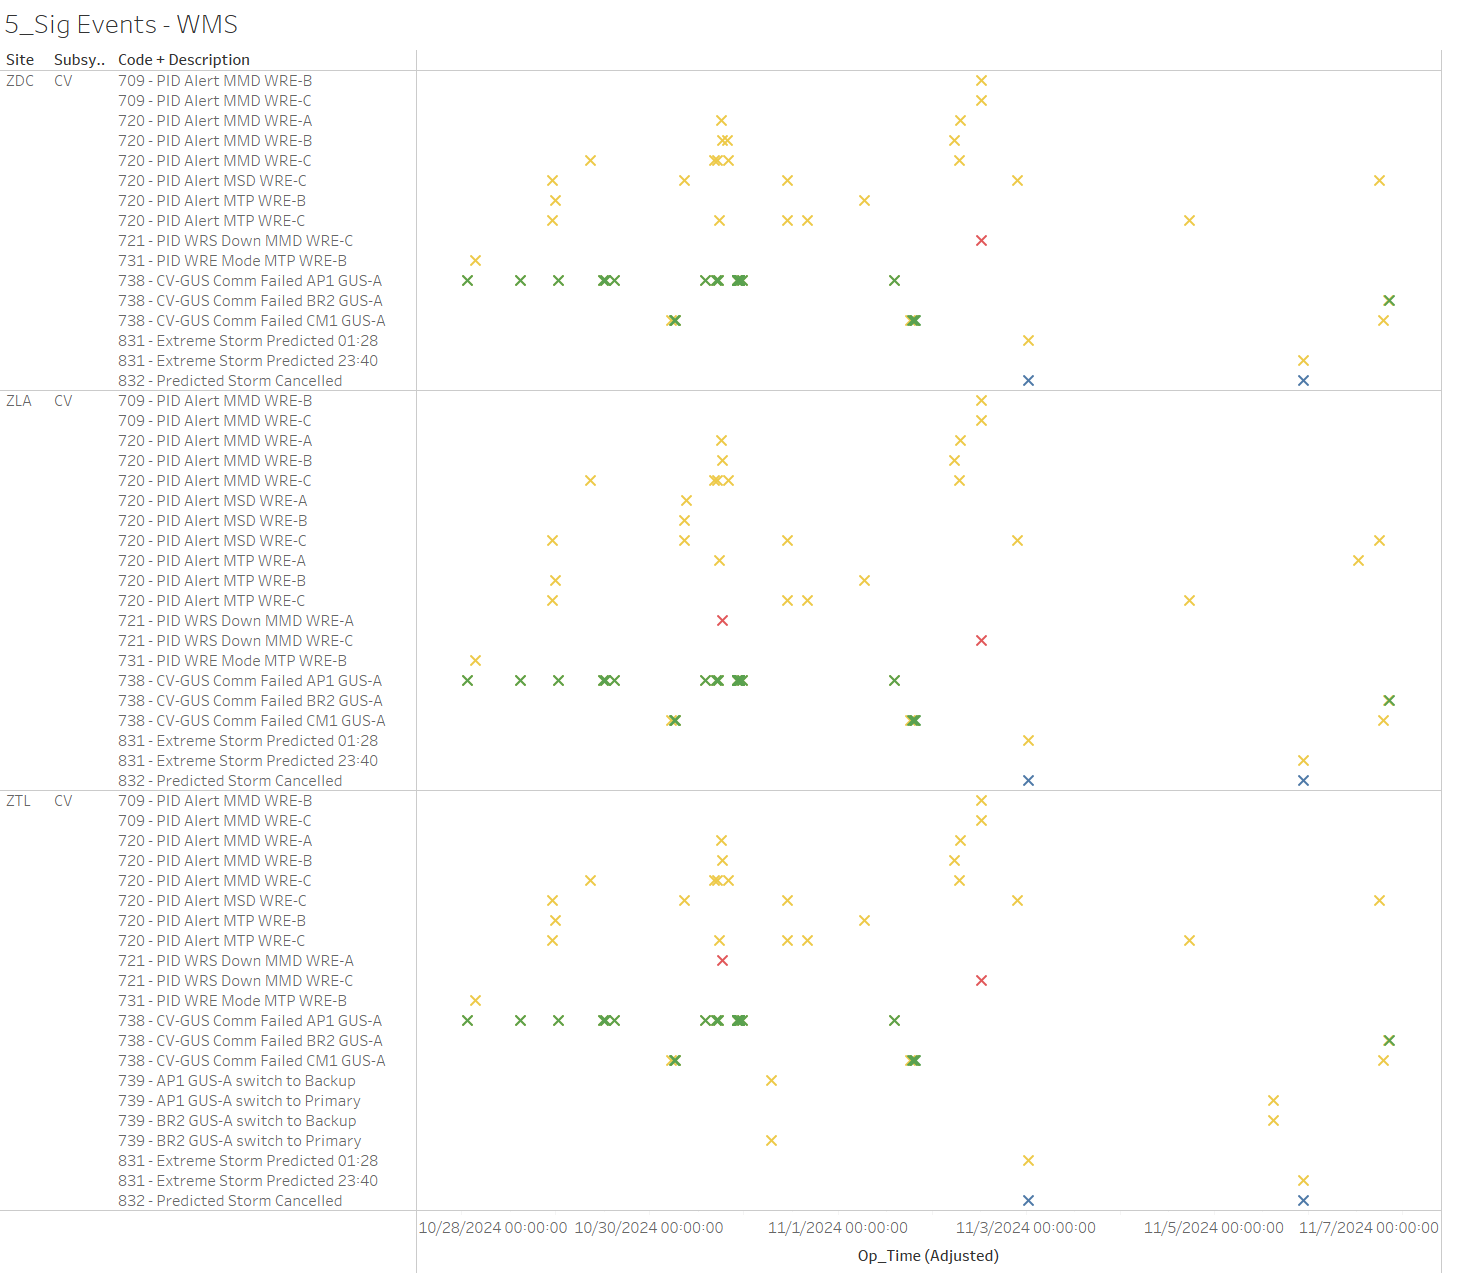 5_Sig Events - WMS
Site Subsy.. Code + Description
ZDC CV 709 - PID Alert MMD WRE-B
709 - PID Alert MMD WRE-C
720 - PID Alert MMD WRE-A
720 - PID Alert MMD WRE-B
720 - PID Alert MMD WRE-C
720 - PID Alert MSD WRE-C
720 - PID Alert MTP WRE-B
720 - PID Alert MTP WRE-C
721 - PID WRS Down MMD WRE-C
731 - PID WRE Mode MTP WRE-B
738 - CV-GUS Comm Failed AP1 GUS-A
738 - CV-GUS Comm Failed BR2 GUS-A
738 - CV-GUS Comm Failed CM1 GUS-A
831 - Extreme Storm Predicted 01:28
831 - Extreme Storm Predicted 23:40
832 - Predicted Storm Cancelled
ZLA CV 709 - PID Alert MMD WRE-B
709 - PID Alert MMD WRE-C
720 - PID Alert MMD WRE-A
720 - PID Alert MMD WRE-B
720 - PID Alert MMD WRE-C
720 - PID Alert MSD WRE-A
720 - PID Alert MSD WRE-B
720 - PID Alert MSD WRE-C
720 - PID Alert MTP WRE-A
720 - PID Alert MTP WRE-B
720 - PID Alert MTP WRE-C
721 - PID WRS Down MMD WRE-A
721 - PID WRS Down MMD WRE-C
731 - PID WRE Mode MTP WRE-B
738 - CV-GUS Comm Failed AP1 GUS-A
738 - CV-GUS Comm Failed BR2 GUS-A
738 - CV-GUS Comm Failed CM1 GUS-A
831 - Extreme Storm Predicted 01:28
831 - Extreme Storm Predicted 23:40
832 - Predicted Storm Cancelled
ZTL CV 709 - PID Alert MMD WRE-B
709 - PID Alert MMD WRE-C
720 - PID Alert MMD WRE-A
720 - PID Alert MMD WRE-B
720 - PID Alert MMD WRE-C
720 - PID Alert MSD WRE-C
720 - PID Alert MTP WRE-B
720 - PID Alert MTP WRE-C
721 - PID WRS Down MMD WRE-A
721 - PID WRS Down MMD WRE-C
731 - PID WRE Mode MTP WRE-B
738 - CV-GUS Comm Failed AP1 GUS-A
738 - CV-GUS Comm Failed BR2 GUS-A
738 - CV-GUS Comm Failed CM1 GUS-A
739 - AP1 GUS-A switch to Backup
739 - AP1 GUS-A switch to Primary
739 - BR2 GUS-A switch to Backup
739 - BR2 GUS-A switch to Primary
831 - Extreme Storm Predicted 01:28
831 - Extreme Storm Predicted 23:40
832 - Predicted Storm Cancelled
10/28/2024 00:00:00 10/30/2024 00:00:00 11/1/2024 00:00:00 11/3/2024 00:00:00 11/5/2024 00:00:00 11/7/2024 00:00:00
Op_Time (Adjusted)